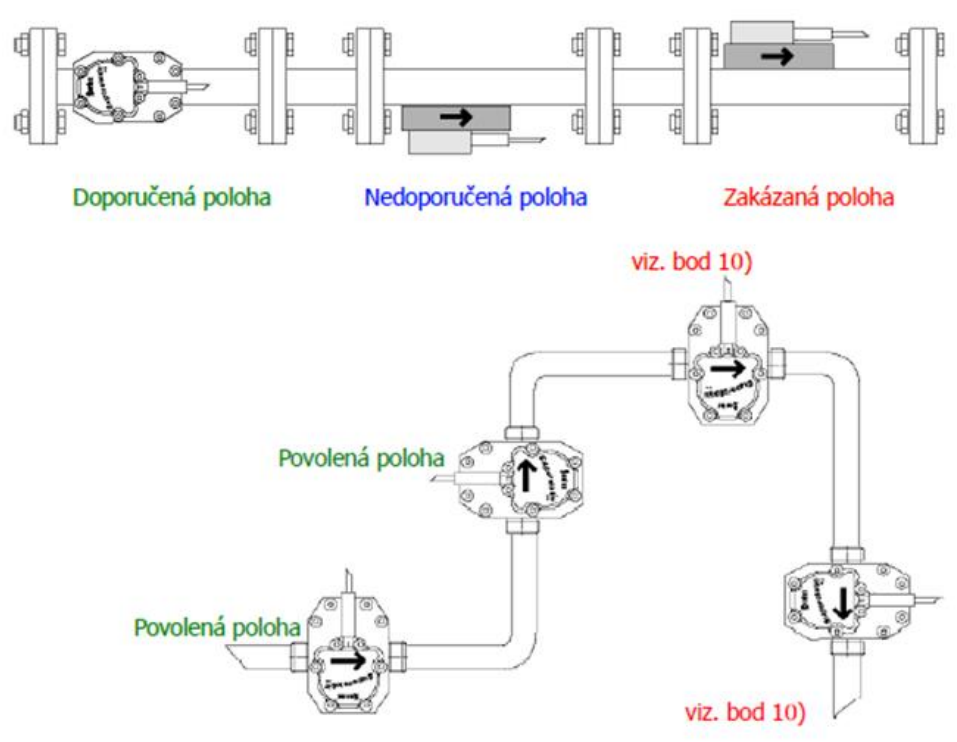 Doporučená poloha
Nedoporučená poloha
Zakázaná poloha
viz. bod 10)
Povolená poloha
Povolená poloha
viz. bod 10)